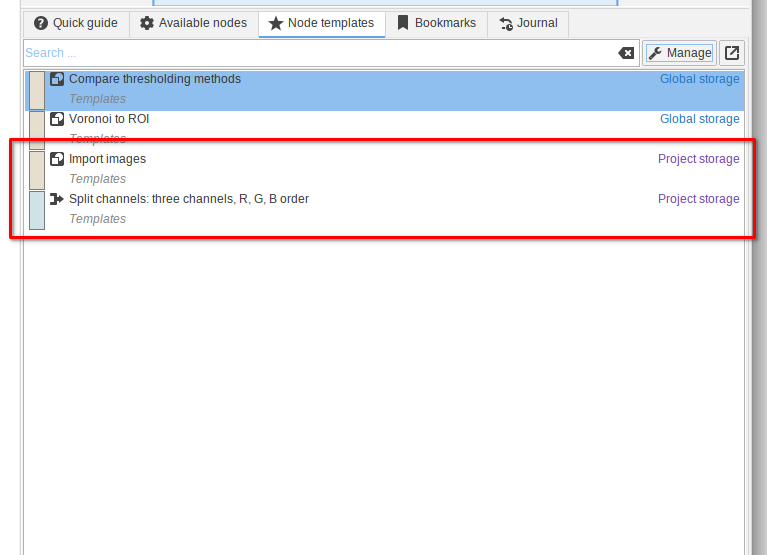 Quick guide
Available nodes
Node templates
Bookmarks
Journal
Search ...
Manage
Compare thresholding methods
Global storage
Templates
Voronoi to ROI
Global storage
Templates
Import images
Project storage
Templates
Split channels: three channels, R, G, B order
Project storage
Templates